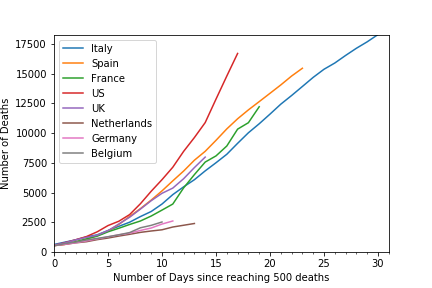 17500
15000
12500
10000
7500
5000
2500
0
Number of Deaths
Italy
Spain
France
US
UK
Netherlands
Germany
Belgium
0 5 10 15 20 25 30
Number of Days since reaching 500 deaths